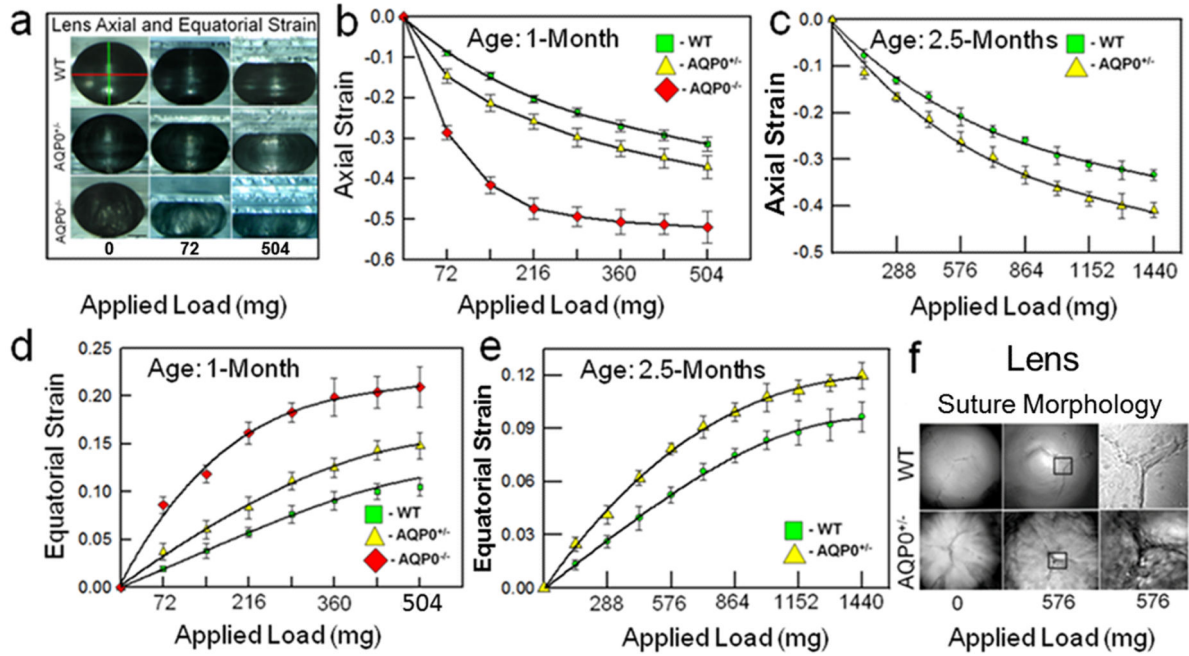 a
Lens Axial and Equatorial Strain
WT
AQP0+/-
AQP0-/-
0 72 504
Applied Load (mg)
b
Age: 1-Month
- WT
- AQP0+/-
- AQP0-/-
Axial Strain
0.0
-0.1
-0.2
-0.3
-0.4
-0.5
-0.6
72 216 360 504
Applied Load (mg)
c
Age: 2.5-Months
- WT
- AQP0+/-
Axial Strain
0.0
-0.1
-0.2
-0.3
-0.4
-0.5
288 576 864 1152 1440
Applied Load (mg)
d
Age: 1-Month
Equatorial Strain
0.25
0.20
0.15
0.10
0.05
0.00
- WT
- AQP0+/-
- AQP0-/-
72 216 360 504
Applied Load (mg)
e
Age: 2.5-Months
Equatorial Strain
0.12
0.09
0.06
0.03
0.00
- WT
- AQP0+/-
288 576 864 1152 1440
Applied Load (mg)
f
Lens
Suture Morphology
WT
AQP0+/-
0 576 576
Applied Load (mg)